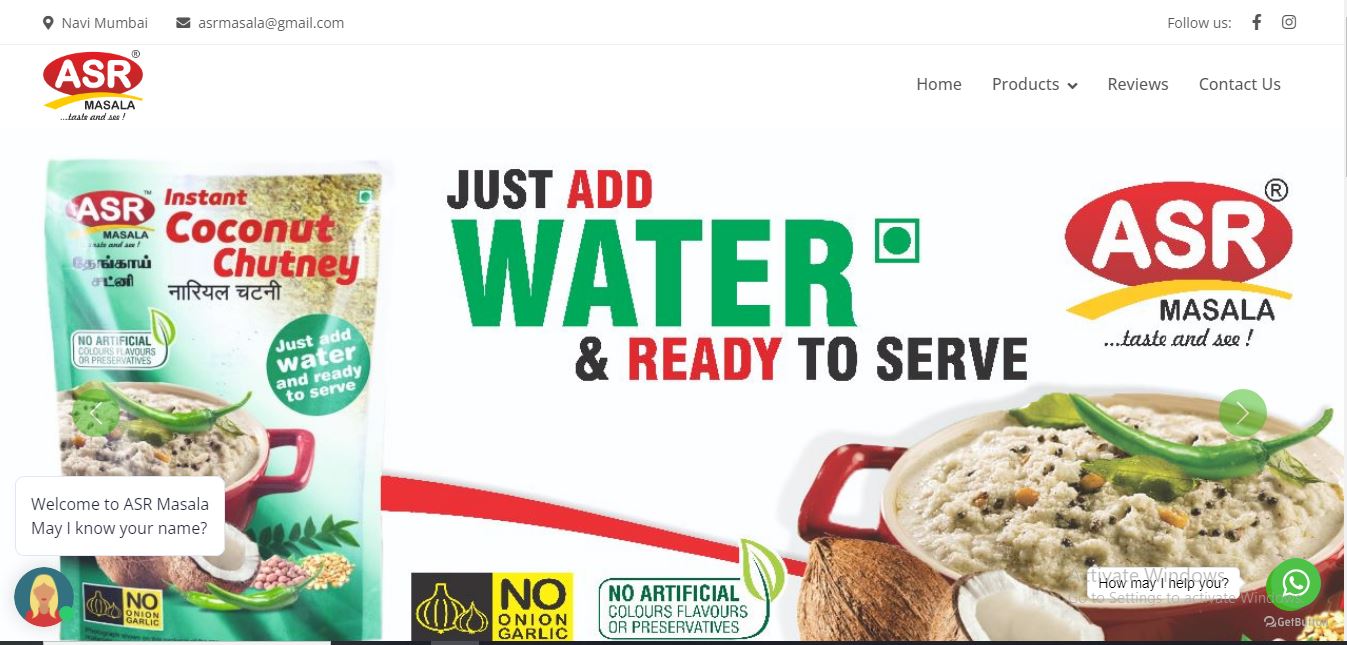 Navi Mumbai
asrmasala@gmail.com
Follow us:
ASR
®
MASALA
...taste and see !
Home
Products
Reviews
Contact Us
ASR
™
MASALA
...taste and see !
Instant
Coconut
Chutney
தேங்காய்
சட்னி
नारियल चटनी
NO ARTIFICIAL
COLOURS FLAVOURS
OR PRESERVATIVES
Just add
water
and ready
to serve
NO
ONION
GARLIC
JUST ADD
WATER
& READY TO SERVE
ASR
®
MASALA
...taste and see !
NO
ONION
GARLIC
NO ARTIFICIAL
COLOURS FLAVOURS
OR PRESERVATIVES
Welcome to ASR Masala
May I know your name?
Activate Windows
How may I help you?
Go to Settings to activate Windows.
GetButton